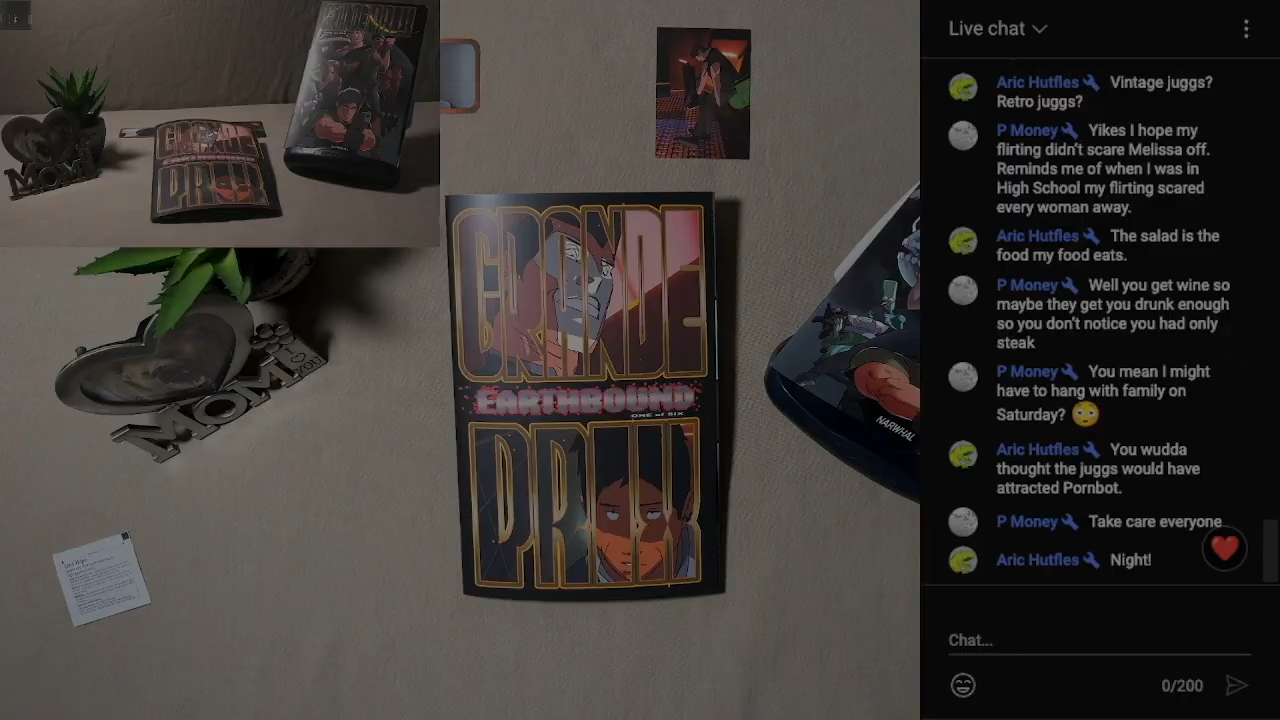 GRANDE
PRIX
MOM
GRANDE
EARTHBOUND
ONE of SIX
PRIX
MOM
I
YOU
NARWHAL
Live chat
Aric Hutfles Vintage juggs?
Retro juggs?
P Money Yikes I hope my
flirting didn't scare Melissa off.
Reminds me of when I was in
High School my flirting scared
every woman away.
Aric Hutfles The salad is the
food my food eats.
P Money Well you get wine so
maybe they get you drunk enough
so you don't notice you had only
steak
P Money You mean I might
have to hang with family on
Saturday? 😳
Aric Hutfles You wudda
thought the juggs would have
attracted Pornbot.
P Money Take care everyone
Aric Hutfles Night!
Chat...
0/200